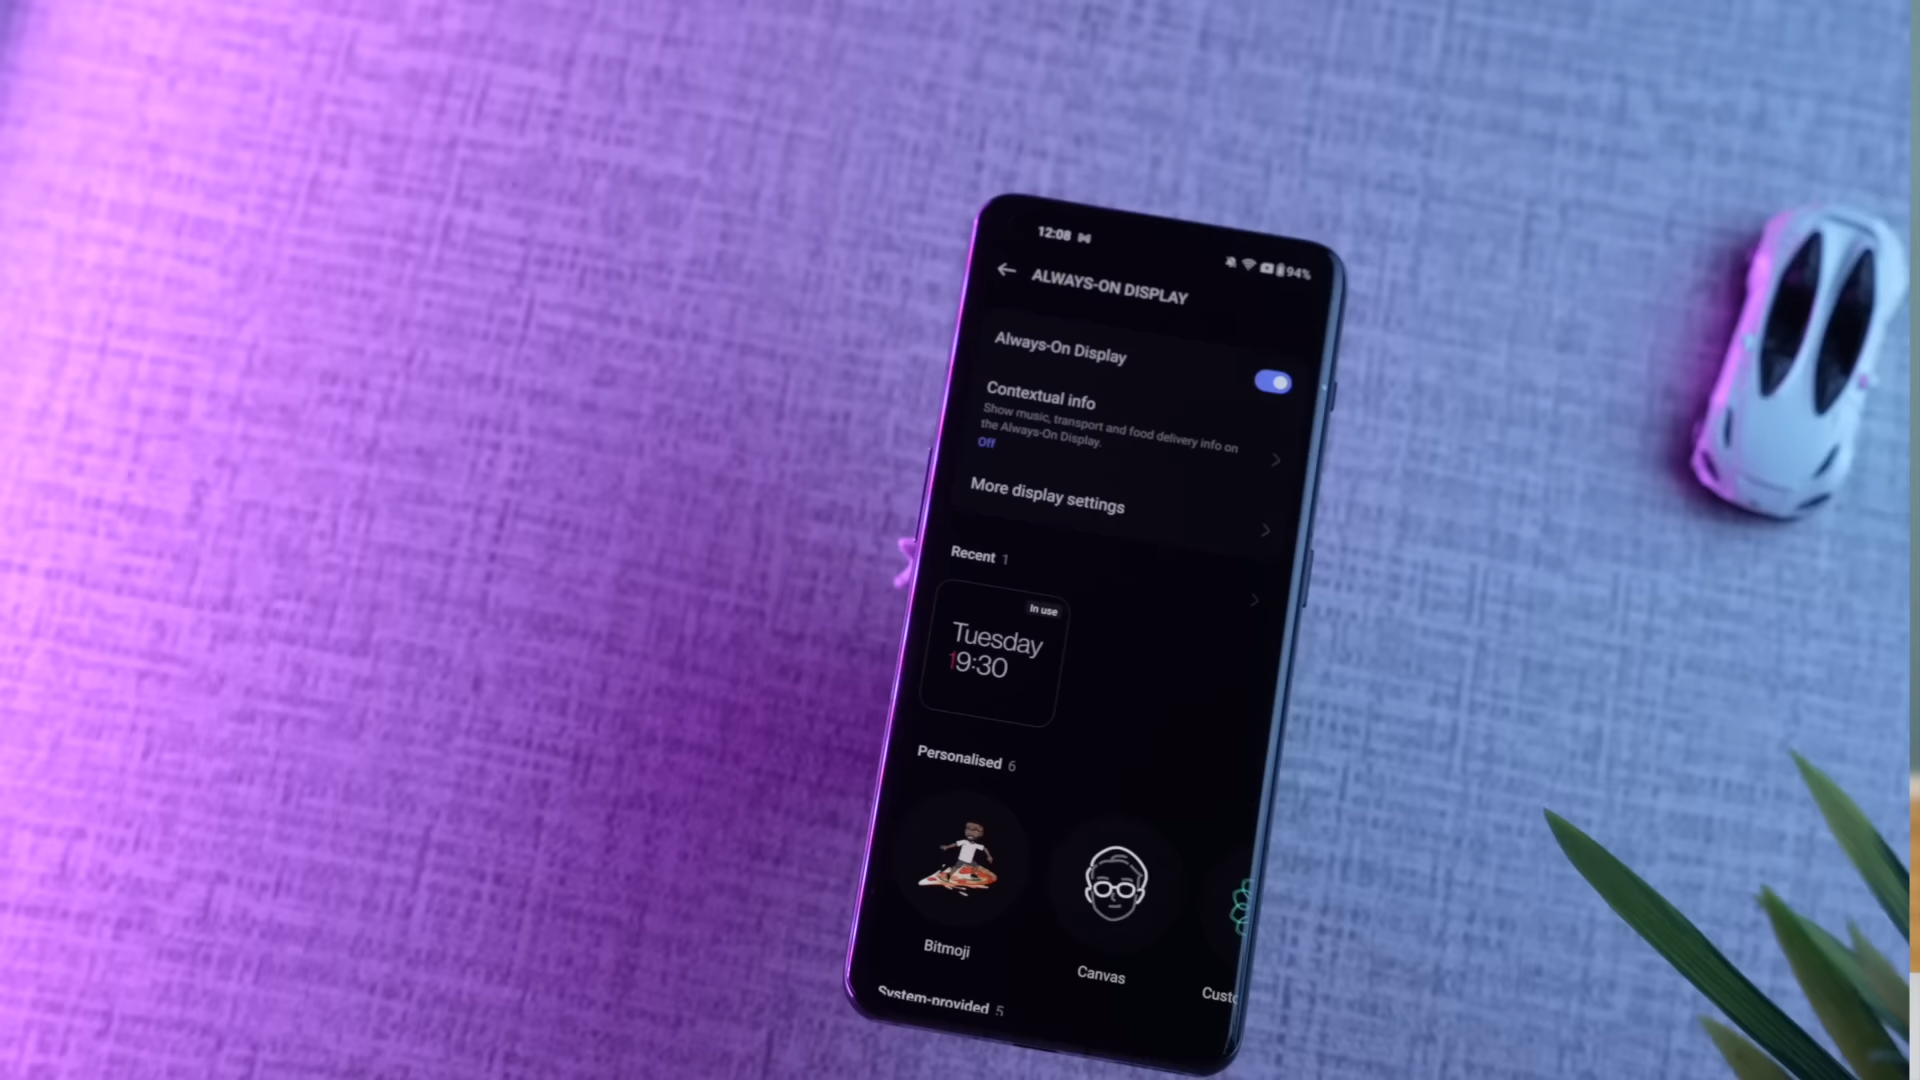 12:08
94%
ALWAYS-ON DISPLAY
Always-On Display
Contextual info
Show music, transport and food delivery info on
the Always-On Display.
Off
More display settings
Recent 1
In use
Tuesday
19:30
Personalised 6
Bitmoji
Canvas
Custo
System-provided 5